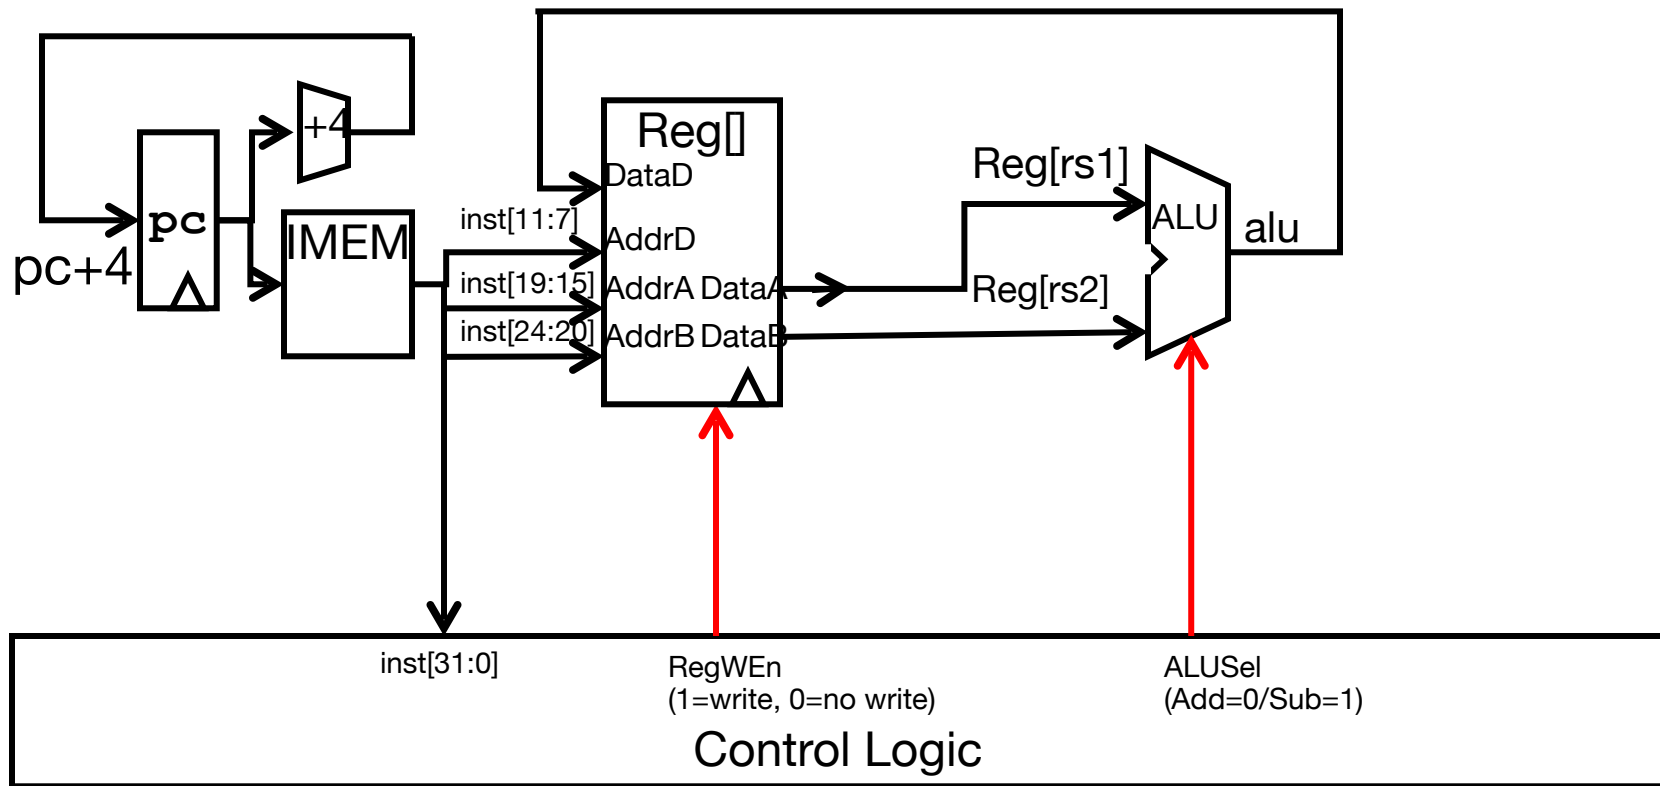 +4
pc
pc+4
IMEM
inst[11:7]
inst[19:15]
inst[24:20]
Reg[]
DataD
AddrD
AddrA DataA
AddrB DataB
Reg[rs1]
Reg[rs2]
ALU
alu
inst[31:0]
RegWEn
(1=write, 0=no write)
ALUSel
(Add=0/Sub=1)
Control Logic